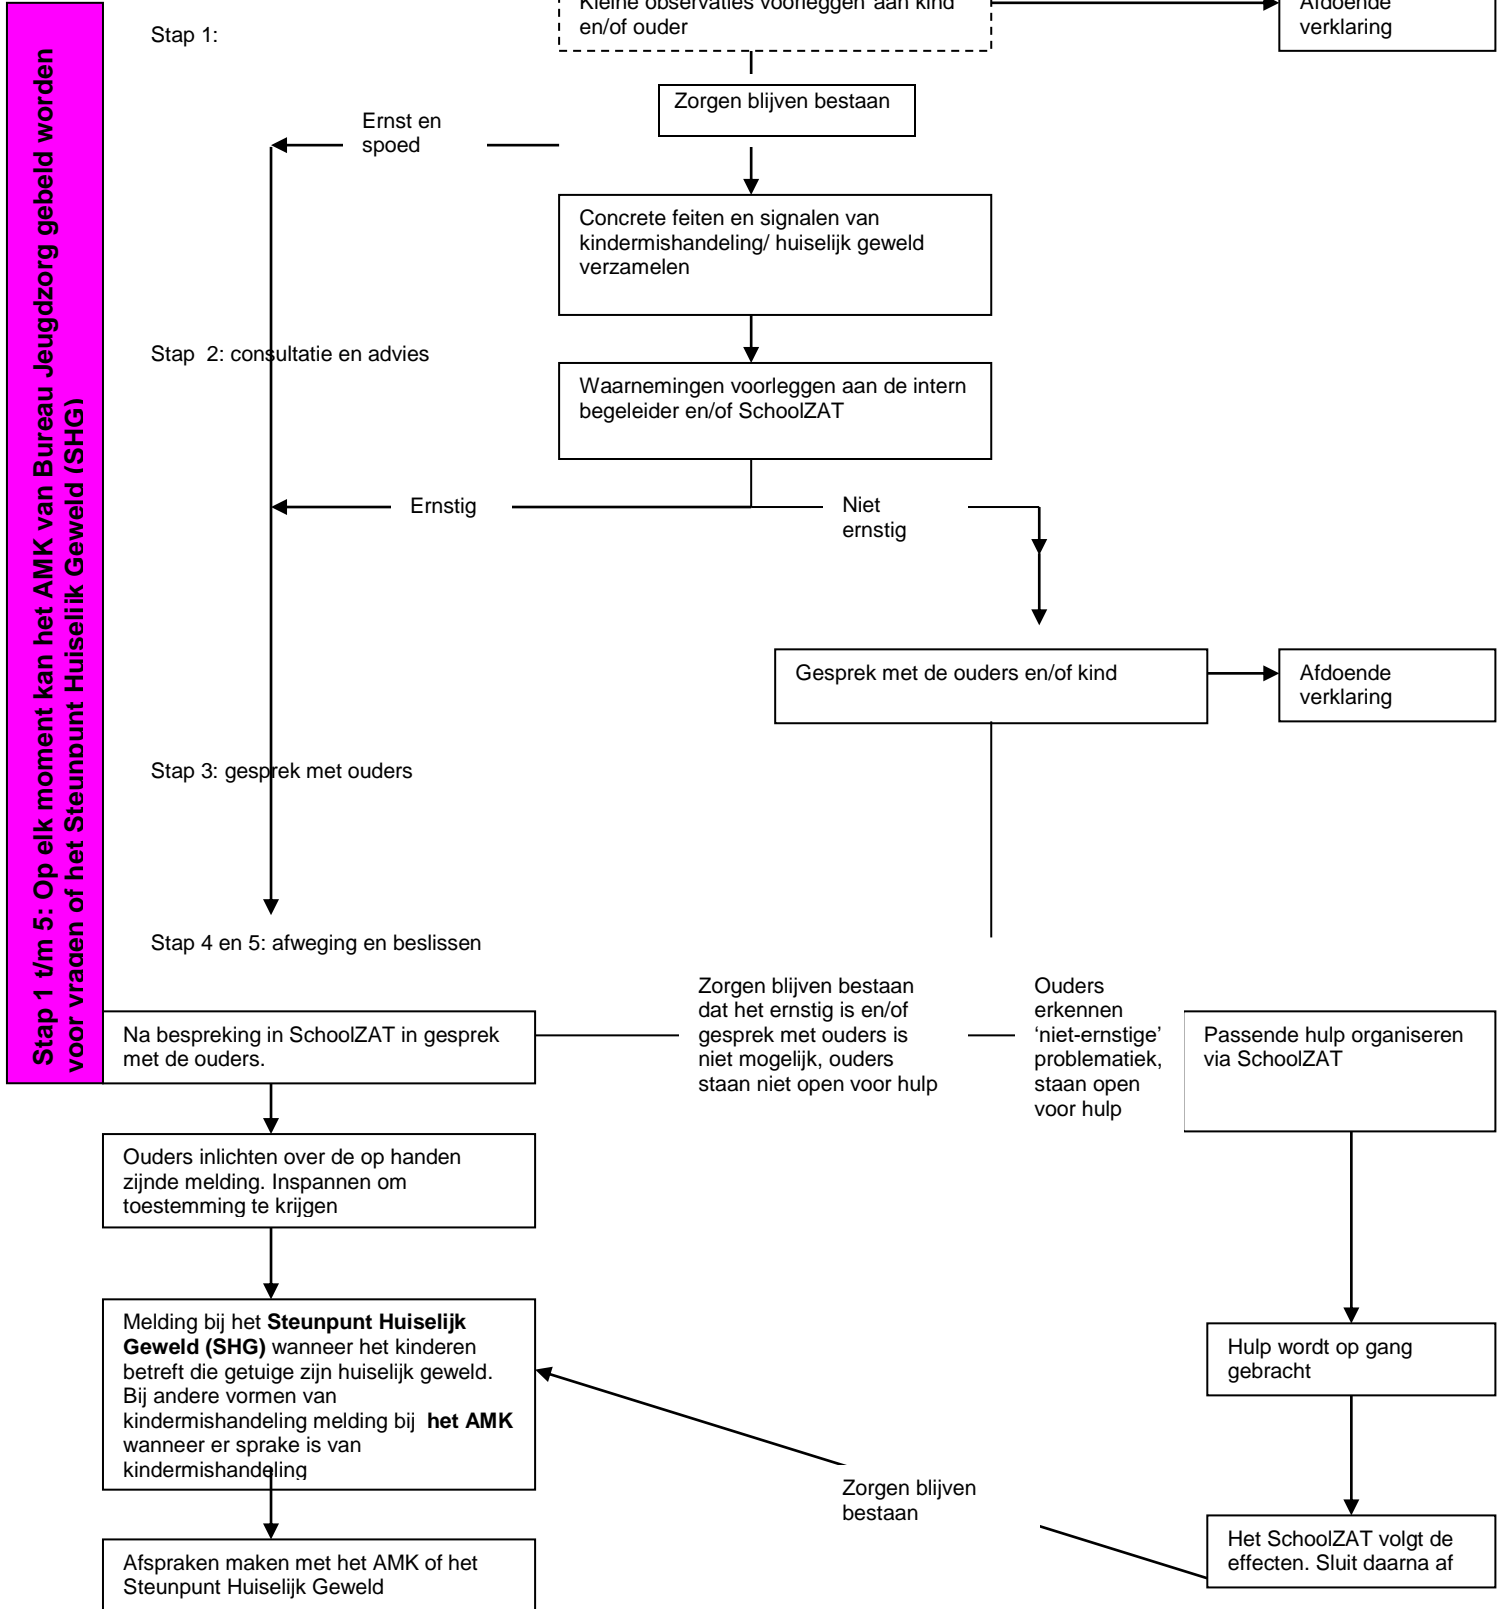 Stap 1 t/m 5: Op elk moment kan het AMK van Bureau Jeugdzorg gebeld worden
voor vragen of het Steunpunt Huiselijk Geweld (SHG)
Kleine observaties voorleggen aan kind
en/of ouder
Afdoende
verklaring
Stap 1:
Zorgen blijven bestaan
Ernst en
spoed
Concrete feiten en signalen van
kindermishandeling/ huiselijk geweld
verzamelen
Stap  2: consultatie en advies
Waarnemingen voorleggen aan de intern
begeleider en/of SchoolZAT
Ernstig
Niet
ernstig
Gesprek met de ouders en/of kind
Afdoende
verklaring
Stap 3: gesprek met ouders
Stap 4 en 5: afweging en beslissen
Na bespreking in SchoolZAT in gesprek
met de ouders.
Zorgen blijven bestaan
dat het ernstig is en/of
gesprek met ouders is
niet mogelijk, ouders
staan niet open voor hulp
Ouders
erkennen
‘niet-ernstige’
problematiek,
staan open
voor hulp
Passende hulp organiseren
via SchoolZAT
Ouders inlichten over de op handen
zijnde melding. Inspannen om
toestemming te krijgen
Melding bij het Steunpunt Huiselijk
Geweld (SHG) wanneer het kinderen
betreft die getuige zijn huiselijk geweld.
Bij andere vormen van
kindermishandeling melding bij  het AMK
wanneer er sprake is van
kindermishandeling
Hulp wordt op gang
gebracht
Zorgen blijven
bestaan
Het SchoolZAT volgt de
effecten. Sluit daarna af
Afspraken maken met het AMK of het
Steunpunt Huiselijk Geweld